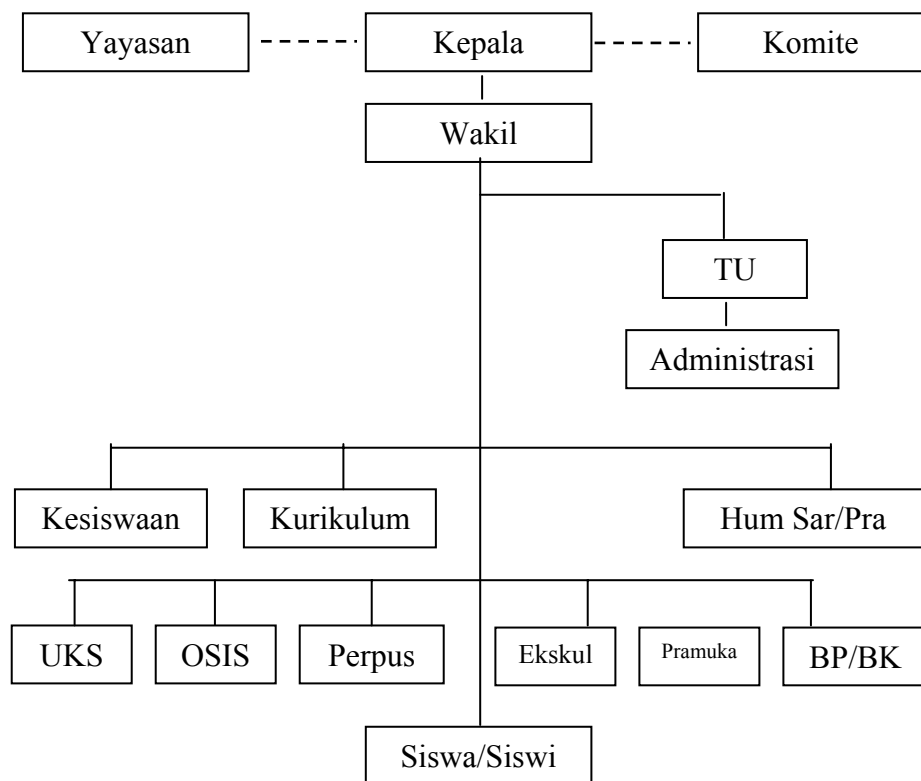 Yayasan
Kepala
Komite
Wakil
TU
Administrasi
Kesiswaan
Kurikulum
Hum Sar/Pra
UKS
OSIS
Perpus
Ekskul
Pramuka
BP/BK
Siswa/Siswi